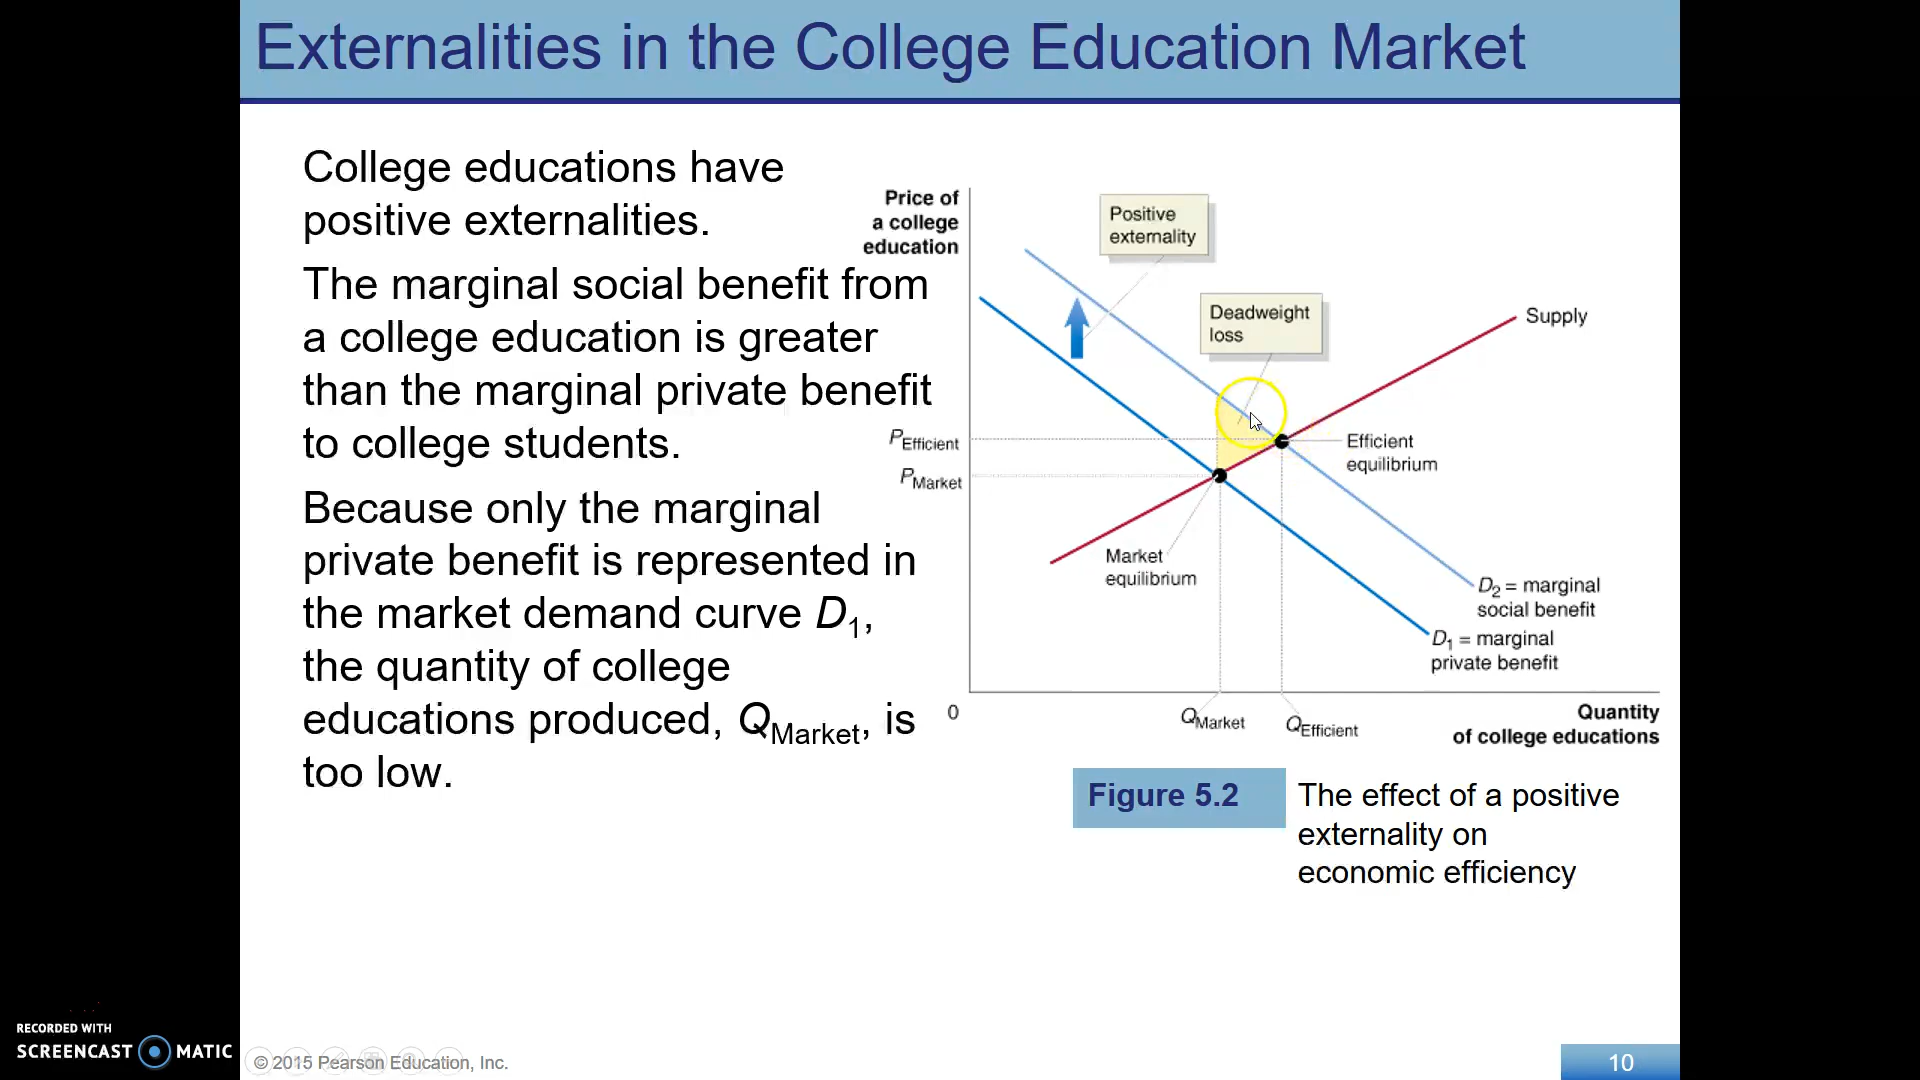 Externalities in the College Education Market
College educations have
positive externalities.
The marginal social benefit from
a college education is greater
than the marginal private benefit
to college students.
Because only the marginal
private benefit is represented in
the market demand curve D1,
the quantity of college
educations produced, QMarket, is
too low.
Price of
a college
education
Positive
externality
Deadweight
loss
Supply
PEfficient
PMarket
Efficient
equilibrium
Market
equilibrium
D2 = marginal
social benefit
D1 = marginal
private benefit
0
QMarket
QEfficient
Quantity
of college educations
Figure 5.2
The effect of a positive
externality on
economic efficiency
RECORDED WITH
SCREENCAST MATIC
© 2015 Pearson Education, Inc.
10